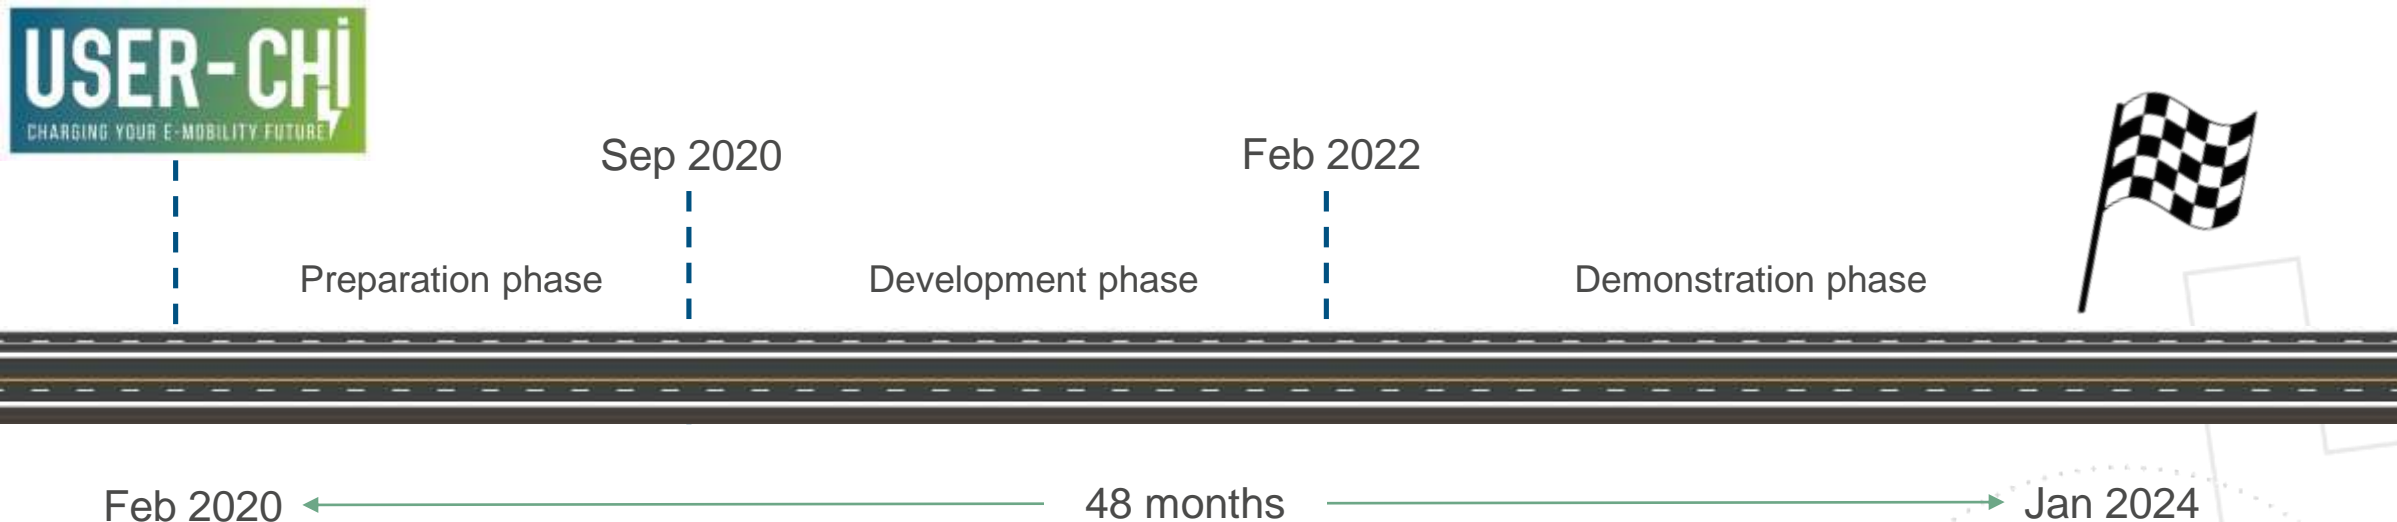 USER-CHi
CHARGING YOUR E-MOBILITY FUTURE
Sep 2020
Feb 2022
Preparation phase
Development phase
Demonstration phase
Feb 2020
48 months
Jan 2024